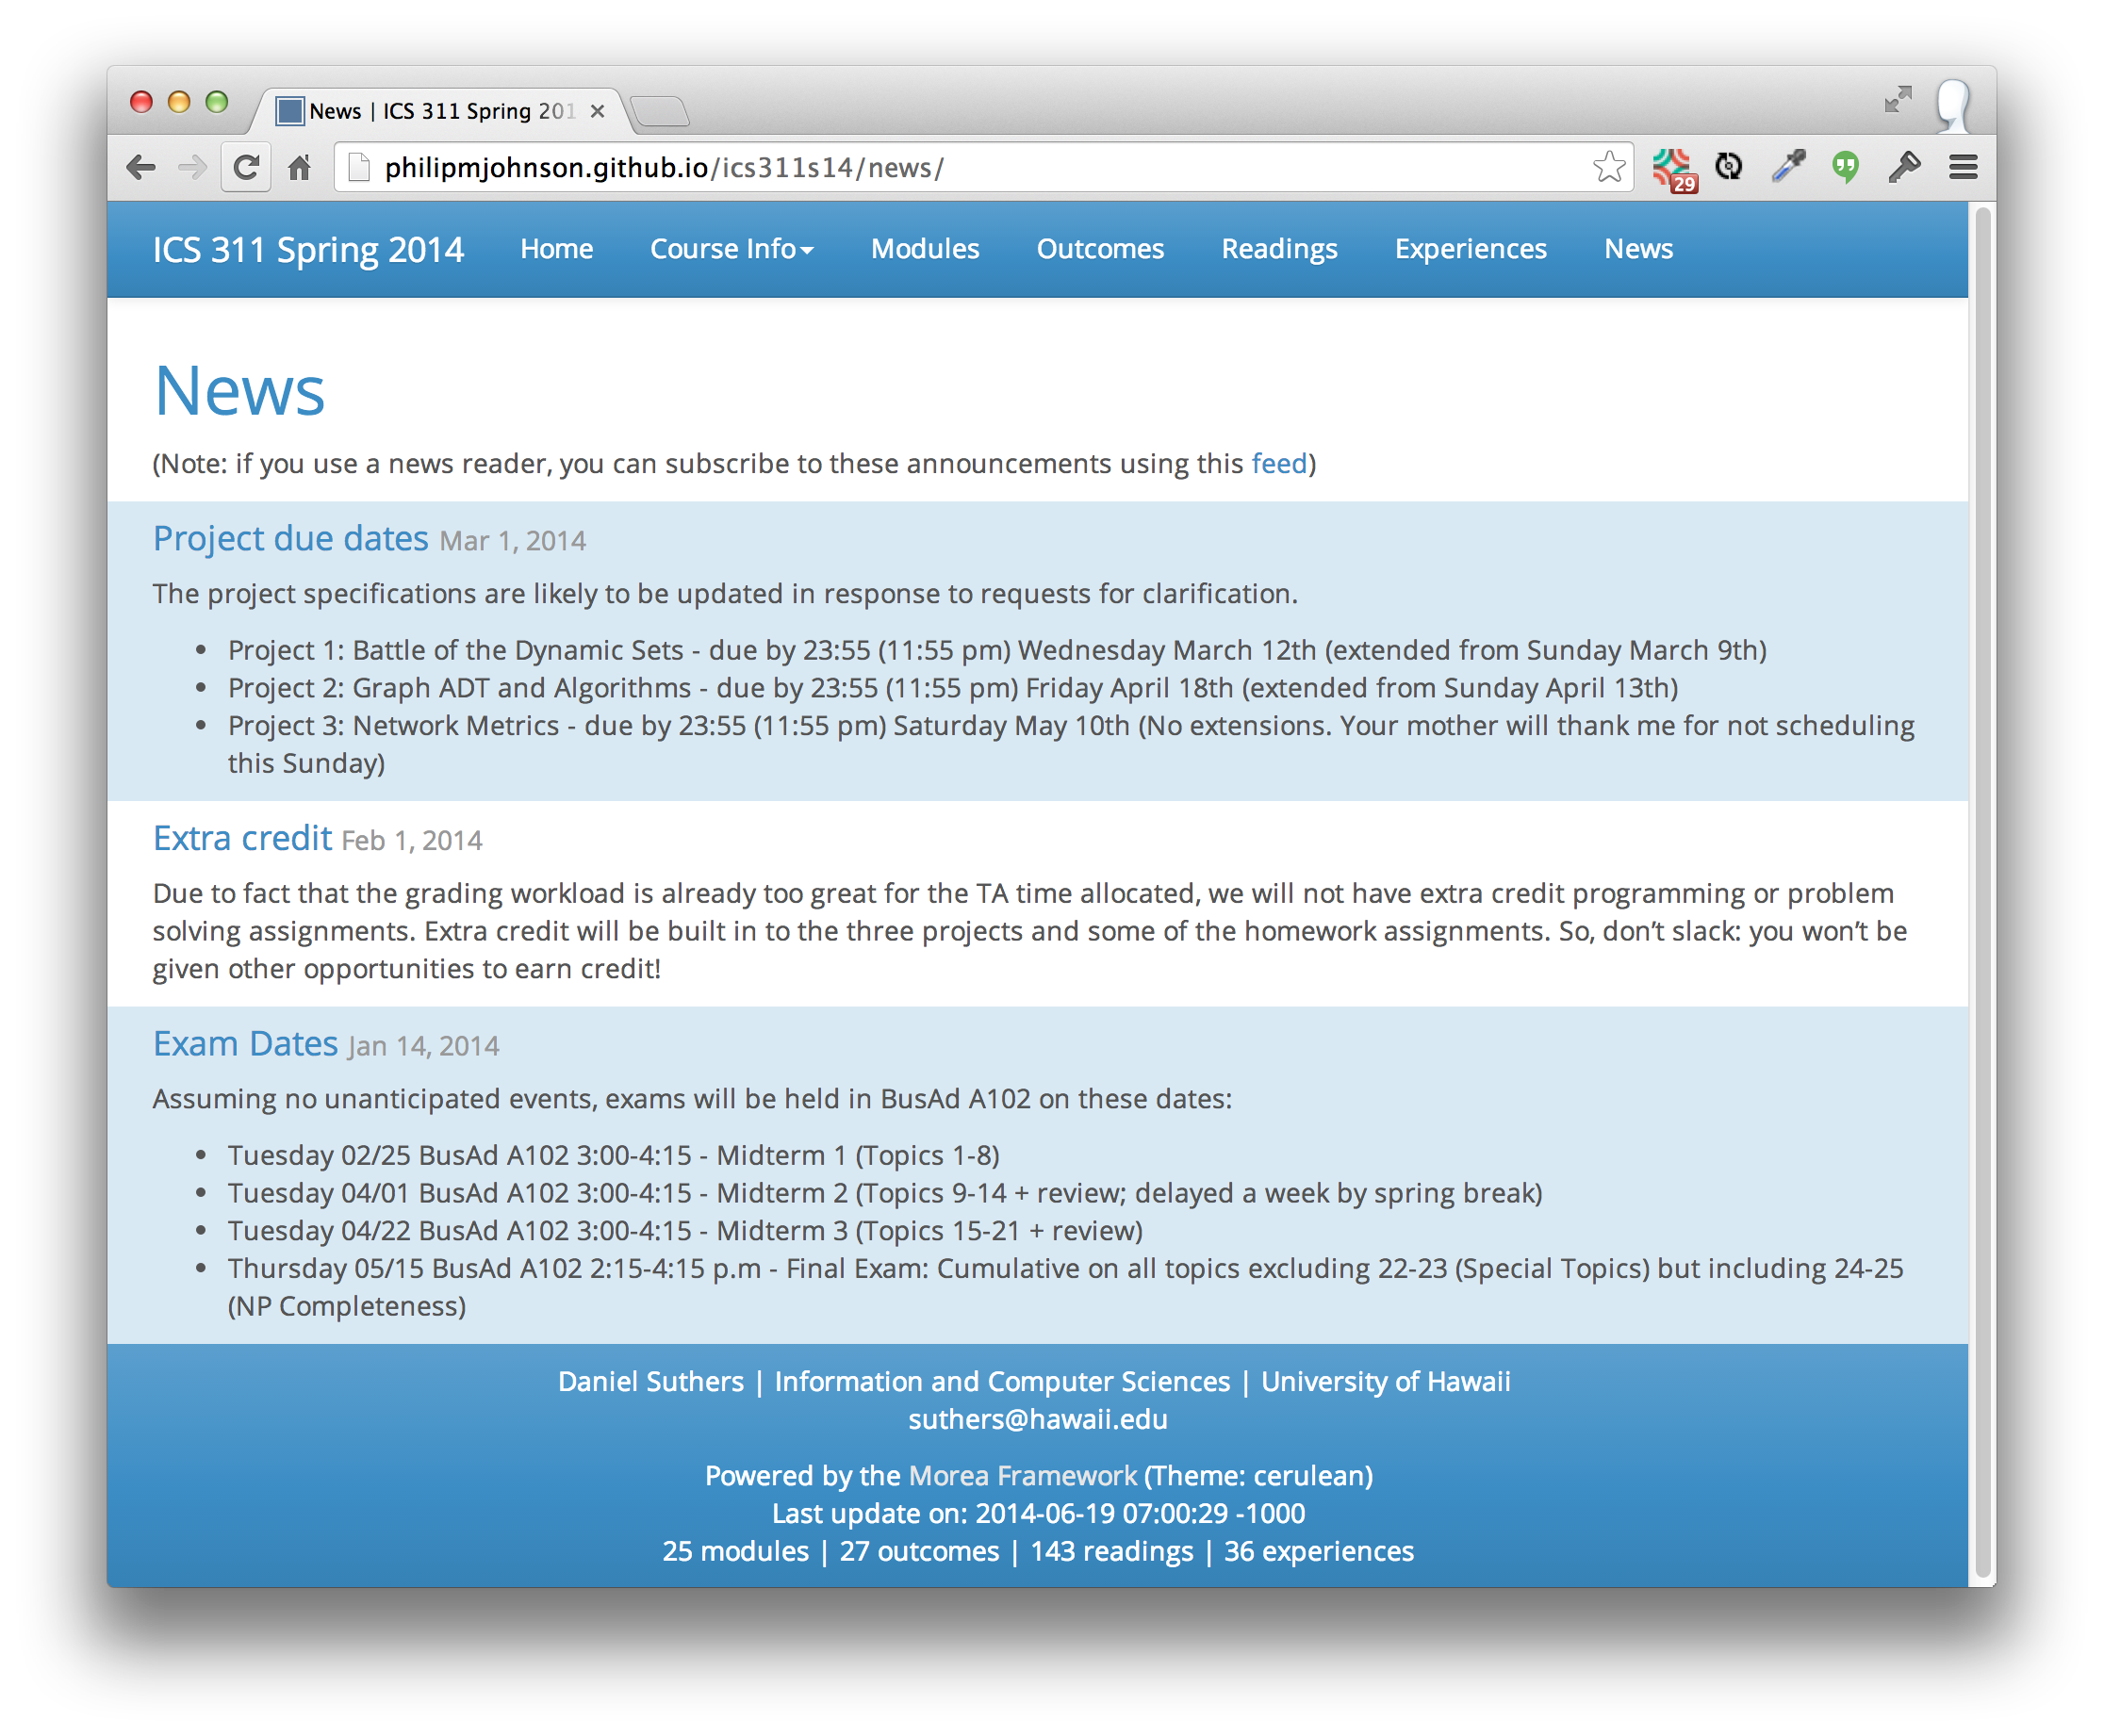 News | ICS 311 Spring 201
philipmjohnson.github.io/ics311s14/news/
29
ICS 311 Spring 2014 Home Course Info Modules Outcomes Readings Experiences News
News
(Note: if you use a news reader, you can subscribe to these announcements using this feed)
Project due dates Mar 1, 2014
The project specifications are likely to be updated in response to requests for clarification.
• Project 1: Battle of the Dynamic Sets - due by 23:55 (11:55 pm) Wednesday March 12th (extended from Sunday March 9th)
• Project 2: Graph ADT and Algorithms - due by 23:55 (11:55 pm) Friday April 18th (extended from Sunday April 13th)
• Project 3: Network Metrics - due by 23:55 (11:55 pm) Saturday May 10th (No extensions. Your mother will thank me for not scheduling
this Sunday)
Extra credit Feb 1, 2014
Due to fact that the grading workload is already too great for the TA time allocated, we will not have extra credit programming or problem
solving assignments. Extra credit will be built in to the three projects and some of the homework assignments. So, don’t slack: you won’t be
given other opportunities to earn credit!
Exam Dates Jan 14, 2014
Assuming no unanticipated events, exams will be held in BusAd A102 on these dates:
• Tuesday 02/25 BusAd A102 3:00-4:15 - Midterm 1 (Topics 1-8)
• Tuesday 04/01 BusAd A102 3:00-4:15 - Midterm 2 (Topics 9-14 + review; delayed a week by spring break)
• Tuesday 04/22 BusAd A102 3:00-4:15 - Midterm 3 (Topics 15-21 + review)
• Thursday 05/15 BusAd A102 2:15-4:15 p.m - Final Exam: Cumulative on all topics excluding 22-23 (Special Topics) but including 24-25
(NP Completeness)
Daniel Suthers | Information and Computer Sciences | University of Hawaii
suthers@hawaii.edu
Powered by the Morea Framework (Theme: cerulean)
Last update on: 2014-06-19 07:00:29 -1000
25 modules | 27 outcomes | 143 readings | 36 experiences